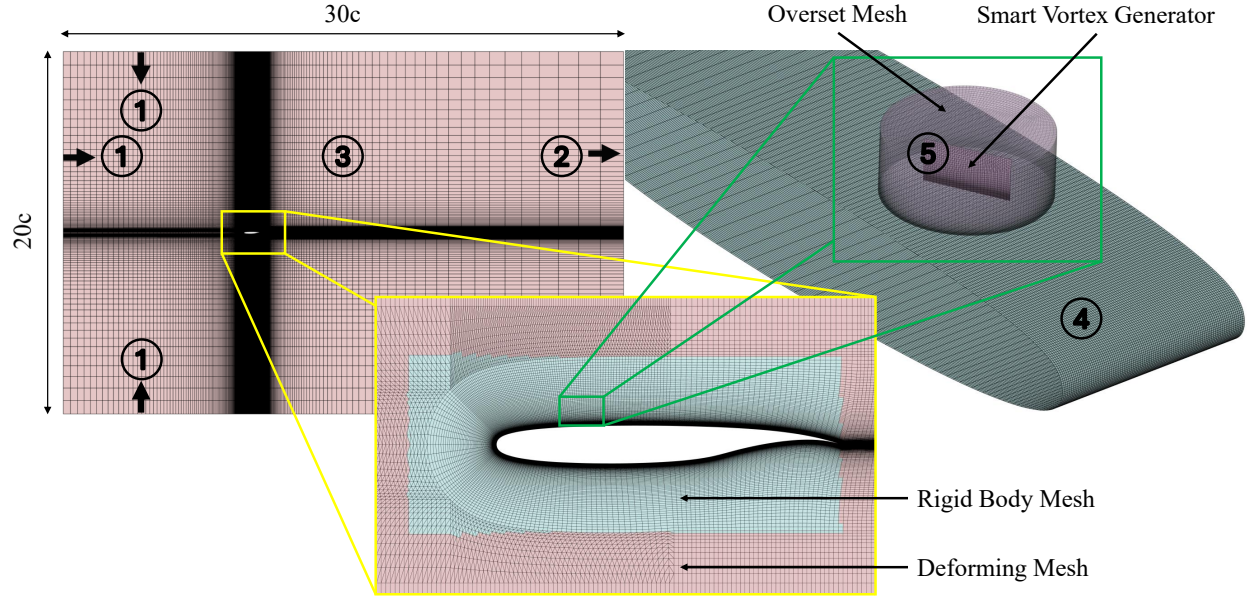 30c
Overset Mesh
Smart Vortex Generator
1
1
3
2
5
20c
4
1
Rigid Body Mesh
Deforming Mesh